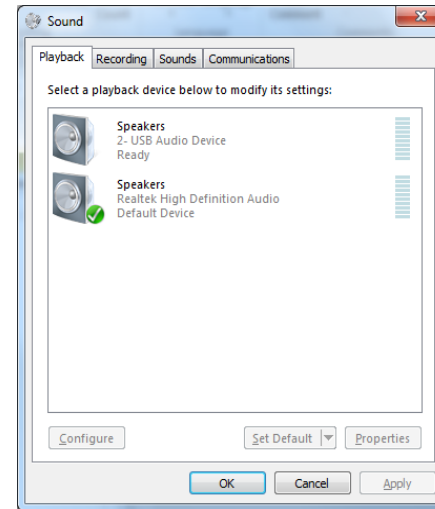 Sound
Playback Recording Sounds Communications
Select a playback device below to modify its settings:
Speakers
2- USB Audio Device
Ready
Speakers
Realtek High Definition Audio
Default Device
Configure Set Default Properties
OK Cancel Apply